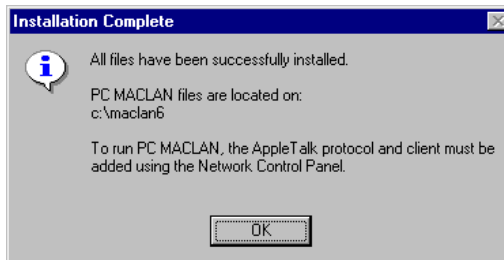 Installation Complete
All files have been successfully installed.
PC MACLAN files are located on:
c:\maclan6
To run PC MACLAN, the AppleTalk protocol and client must be
added using the Network Control Panel.
OK